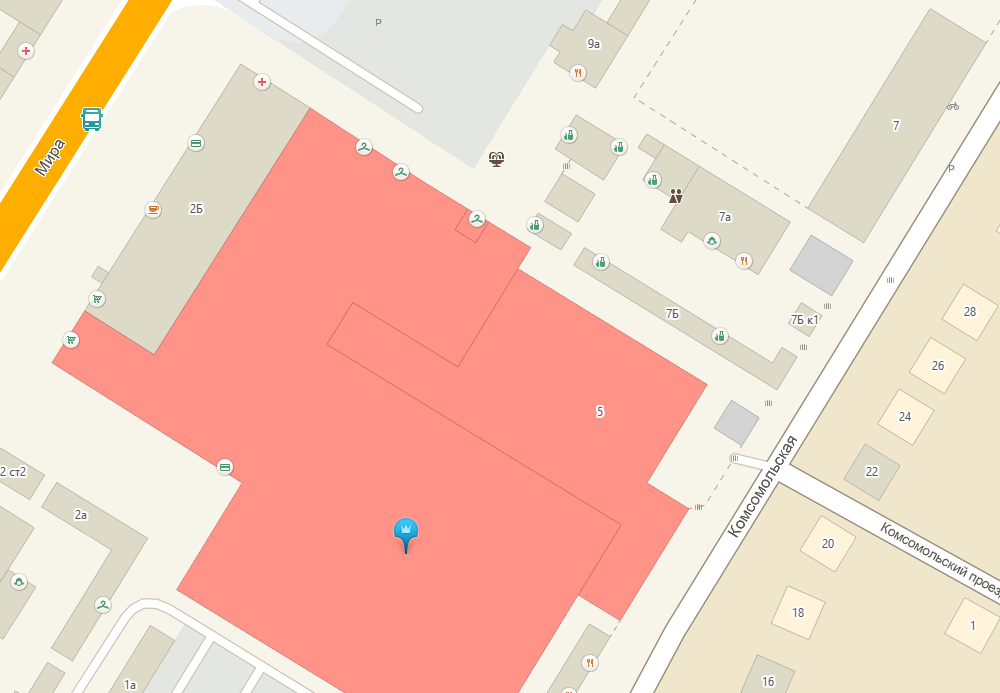 P
9а
7
Мира
P
2Б
7а
28
7Б
7Б к1
26
5
24
2 ст2
22
2а
Комсомольская
20
Комсомольский проезд
18
1
16
1а